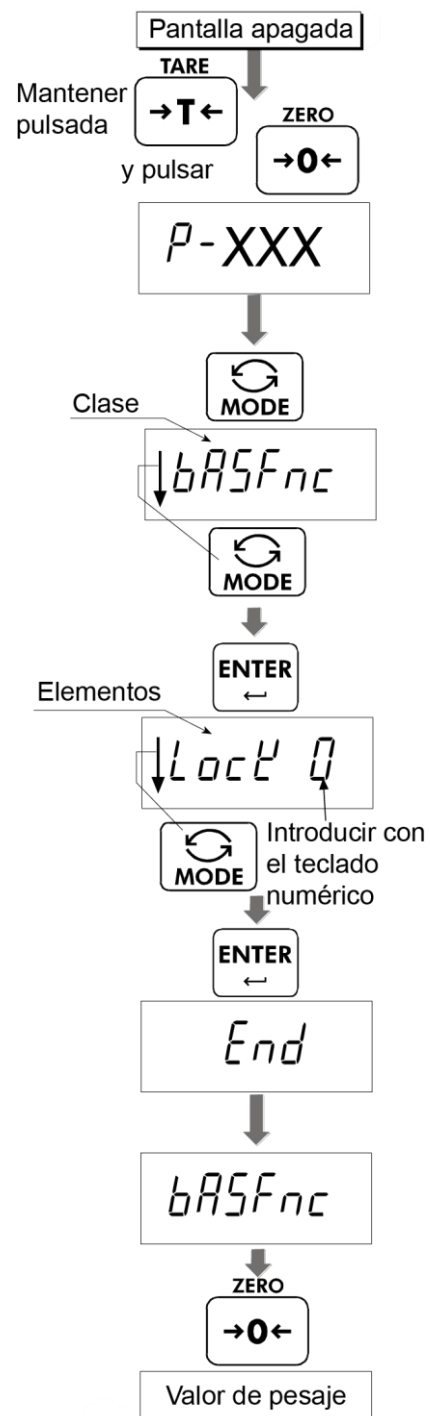 Pantalla apagada
TARE
Mantener
pulsada
→T←
ZERO
y pulsar
→0←
P-XXX
MODE
Clase
bASFnc
MODE
ENTER
Elementos
LocK 0
MODE
Introducir con
el teclado
numérico
ENTER
End
bASFnc
ZERO
→0←
Valor de pesaje